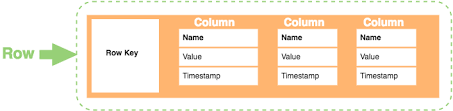 Column Column Column
Name Name Name
Row Row Key Value Value Value
Timestamp Timestamp Timestamp